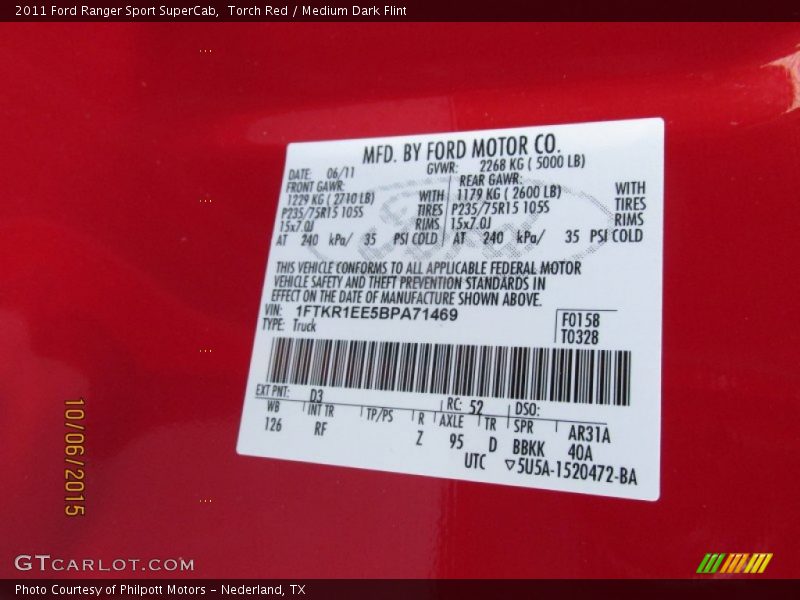 2011 Ford Ranger Sport SuperCab,  Torch Red / Medium Dark Flint
MFD. BY FORD MOTOR CO.
DATE: 06/11 GVWR: 2268 KG ( 5000 LB)
FRONT GAWR: REAR GAWR:
1229 KG ( 2710 LB) WITH 1179 KG ( 2600 LB) WITH
P235/75R15 105S TIRES P235/75R15 105S TIRES
15x7.0J RIMS 15x7.0J RIMS
AT 240 kPa/ 35 PSI COLD AT 240 kPa/ 35 PSI COLD
THIS VEHICLE CONFORMS TO ALL APPLICABLE FEDERAL MOTOR
VEHICLE SAFETY AND THEFT PREVENTION STANDARDS IN
EFFECT ON THE DATE OF MANUFACTURE SHOWN ABOVE.
VIN: 1FTKR1EE5BPA71469 F0158
TYPE: Truck T0328
EXT PNT: D3 RC: 52 DSO:
WB INT TR TP/PS R AXLE TR SPR AR31A
126 RF Z 95 D BBKK 40A
UTC ▽5U5A-1520472-BA
10/06/2015
GTCARLOT.COM
Photo Courtesy of Philpott Motors - Nederland, TX